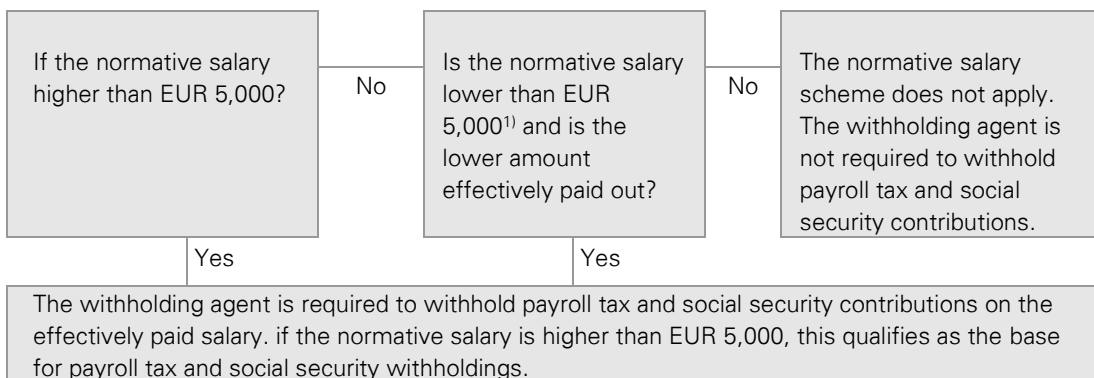 If the normative salary
higher than EUR 5,000?
No
Is the normative salary
lower than EUR
5,000¹⁾ and is the
lower amount
effectively paid out?
No
The normative salary
scheme does not apply.
The withholding agent is
not required to withhold
payroll tax and social
security contributions.
Yes
Yes
The withholding agent is required to withhold payroll tax and social security contributions on the
effectively paid salary. if the normative salary is higher than EUR 5,000, this qualifies as the base
for payroll tax and social security withholdings.